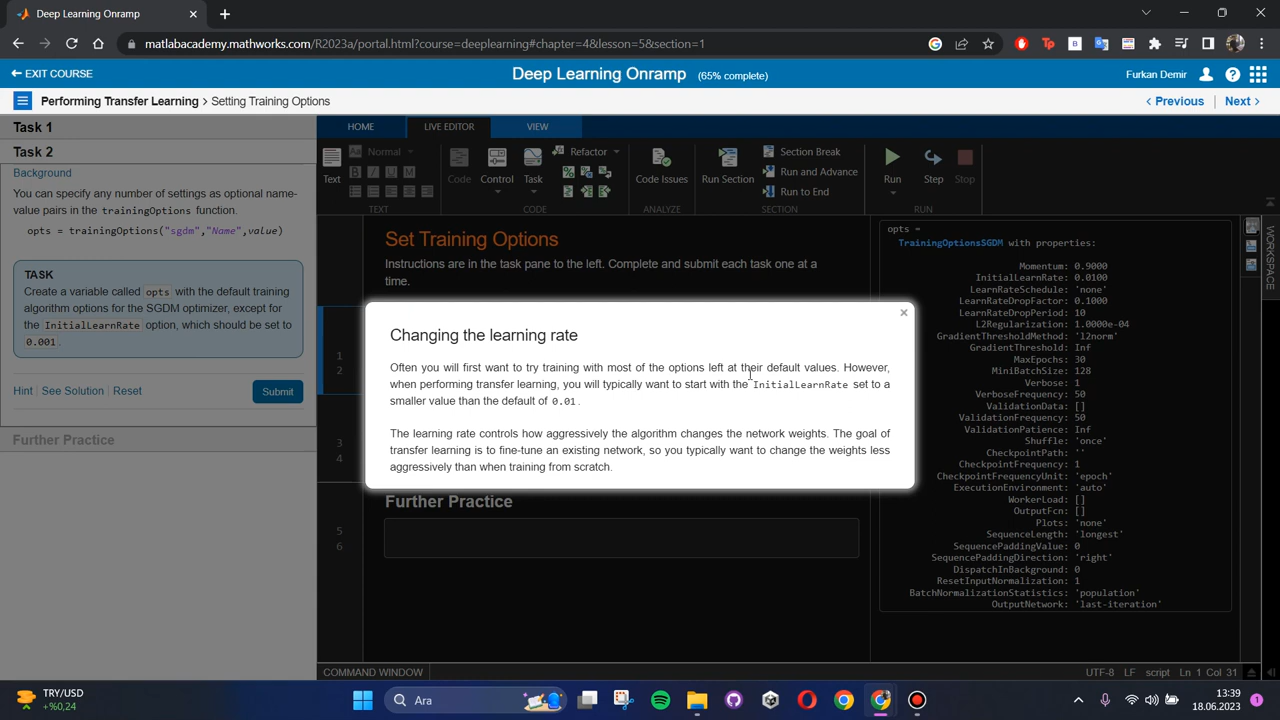 Deep Learning Onramp
matlabacademy.mathworks.com/R2023a/portal.html?course=deeplearning#chapter=4&lesson=5&section=1
EXIT COURSE
Deep Learning Onramp (65% complete)
Furkan Demir
Performing Transfer Learning > Setting Training Options
< Previous
Next >
Task 1
Task 2
Background
You can specify any number of settings as optional name-
value pairs in the trainingOptions function.
opts = trainingOptions("sgdm","Name",value)
TASK
Create a variable called opts with the default training
algorithm options for the SGDM optimizer, except for
the InitialLearnRate option, which should be set to
0.001.
Hint See Solution Reset
Submit
Further Practice
HOME
LIVE EDITOR
VIEW
Text
Aa Normal
B I U M
TEXT
Code
Control
Task
Refactor
CODE
Code Issues
ANALYZE
Run Section
Section Break
Run and Advance
Run to End
SECTION
Run
Step
Stop
RUN
Set Training Options
Instructions are in the task pane to the left. Complete and submit each task one at a
time.
1
2
3
4
Changing the learning rate
×
Often you will first want to try training with most of the options left at their default values. However,
when performing transfer learning, you will typically want to start with the InitialLearnRate set to a
smaller value than the default of 0.01.
The learning rate controls how aggressively the algorithm changes the network weights. The goal of
transfer learning is to fine-tune an existing network, so you typically want to change the weights less
aggressively than when training from scratch.
Further Practice
5
6
opts =
TrainingOptionsSGDM with properties:
Momentum: 0.9000
InitialLearnRate: 0.0100
LearnRateSchedule: 'none'
LearnRateDropFactor: 0.1000
LearnRateDropPeriod: 10
L2Regularization: 1.0000e-04
GradientThresholdMethod: 'l2norm'
GradientThreshold: Inf
MaxEpochs: 30
MiniBatchSize: 128
Verbose: 1
VerboseFrequency: 50
ValidationData: []
ValidationFrequency: 50
ValidationPatience: Inf
Shuffle: 'once'
CheckpointPath: ''
CheckpointFrequency: 1
CheckpointFrequencyUnit: 'epoch'
ExecutionEnvironment: 'auto'
WorkerLoad: []
OutputFcn: []
Plots: 'none'
SequenceLength: 'longest'
SequencePaddingValue: 0
SequencePaddingDirection: 'right'
DispatchInBackground: 0
ResetInputNormalization: 1
BatchNormalizationStatistics: 'population'
OutputNetwork: 'last-iteration'
WORKSPACE
COMMAND WINDOW
UTF-8 LF script Ln 1 Col 31
TRY/USD
+%0,24
Ara
13:39
18.06.2023
1